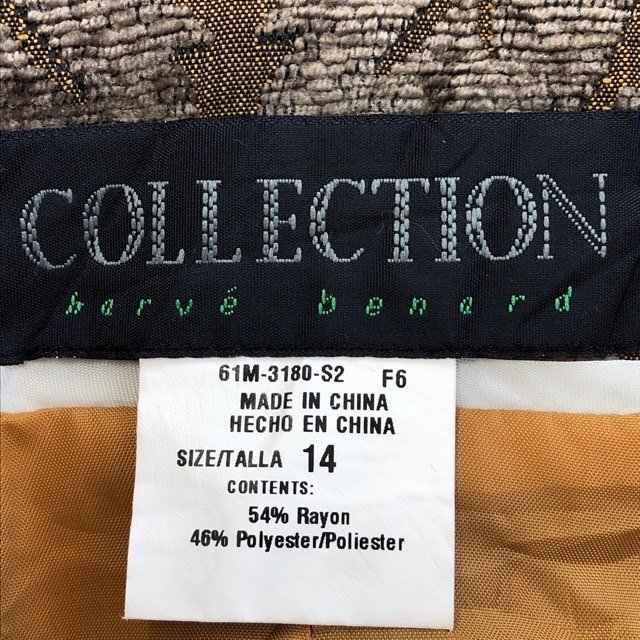 COLLECTION
harvé benard
61M-3180-S2 F6
MADE IN CHINA
HECHO EN CHINA
SIZE/TALLA 14
CONTENTS:
54% Rayon
46% Polyester/Poliester